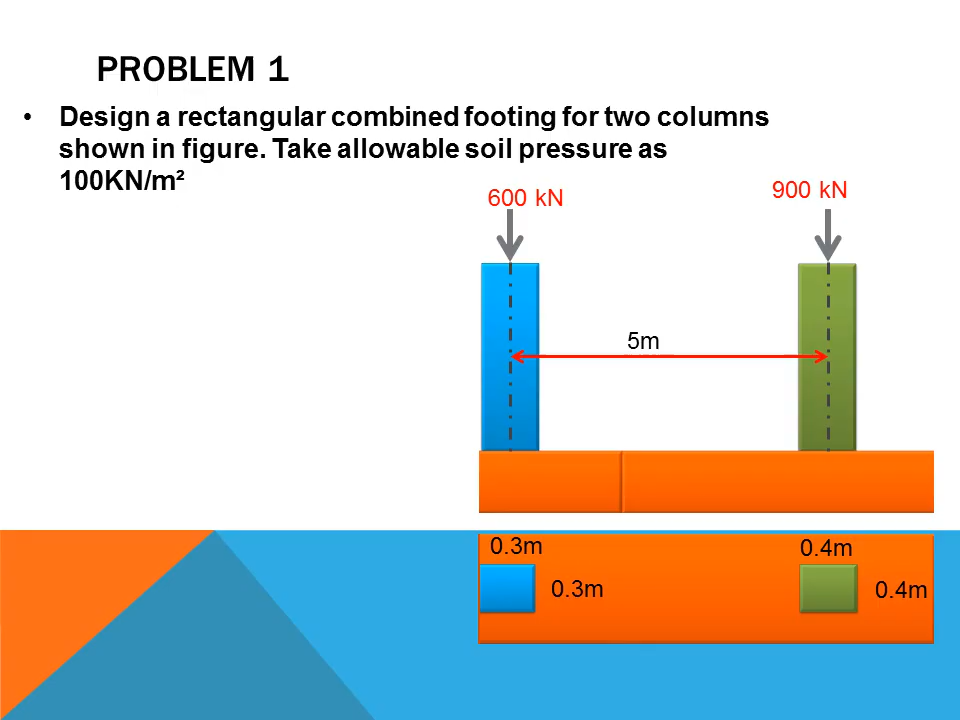 PROBLEM 1
• Design a rectangular combined footing for two columns
shown in figure. Take allowable soil pressure as
100KN/m²
600 kN
900 kN
5m
0.3m
0.4m
0.3m
0.4m